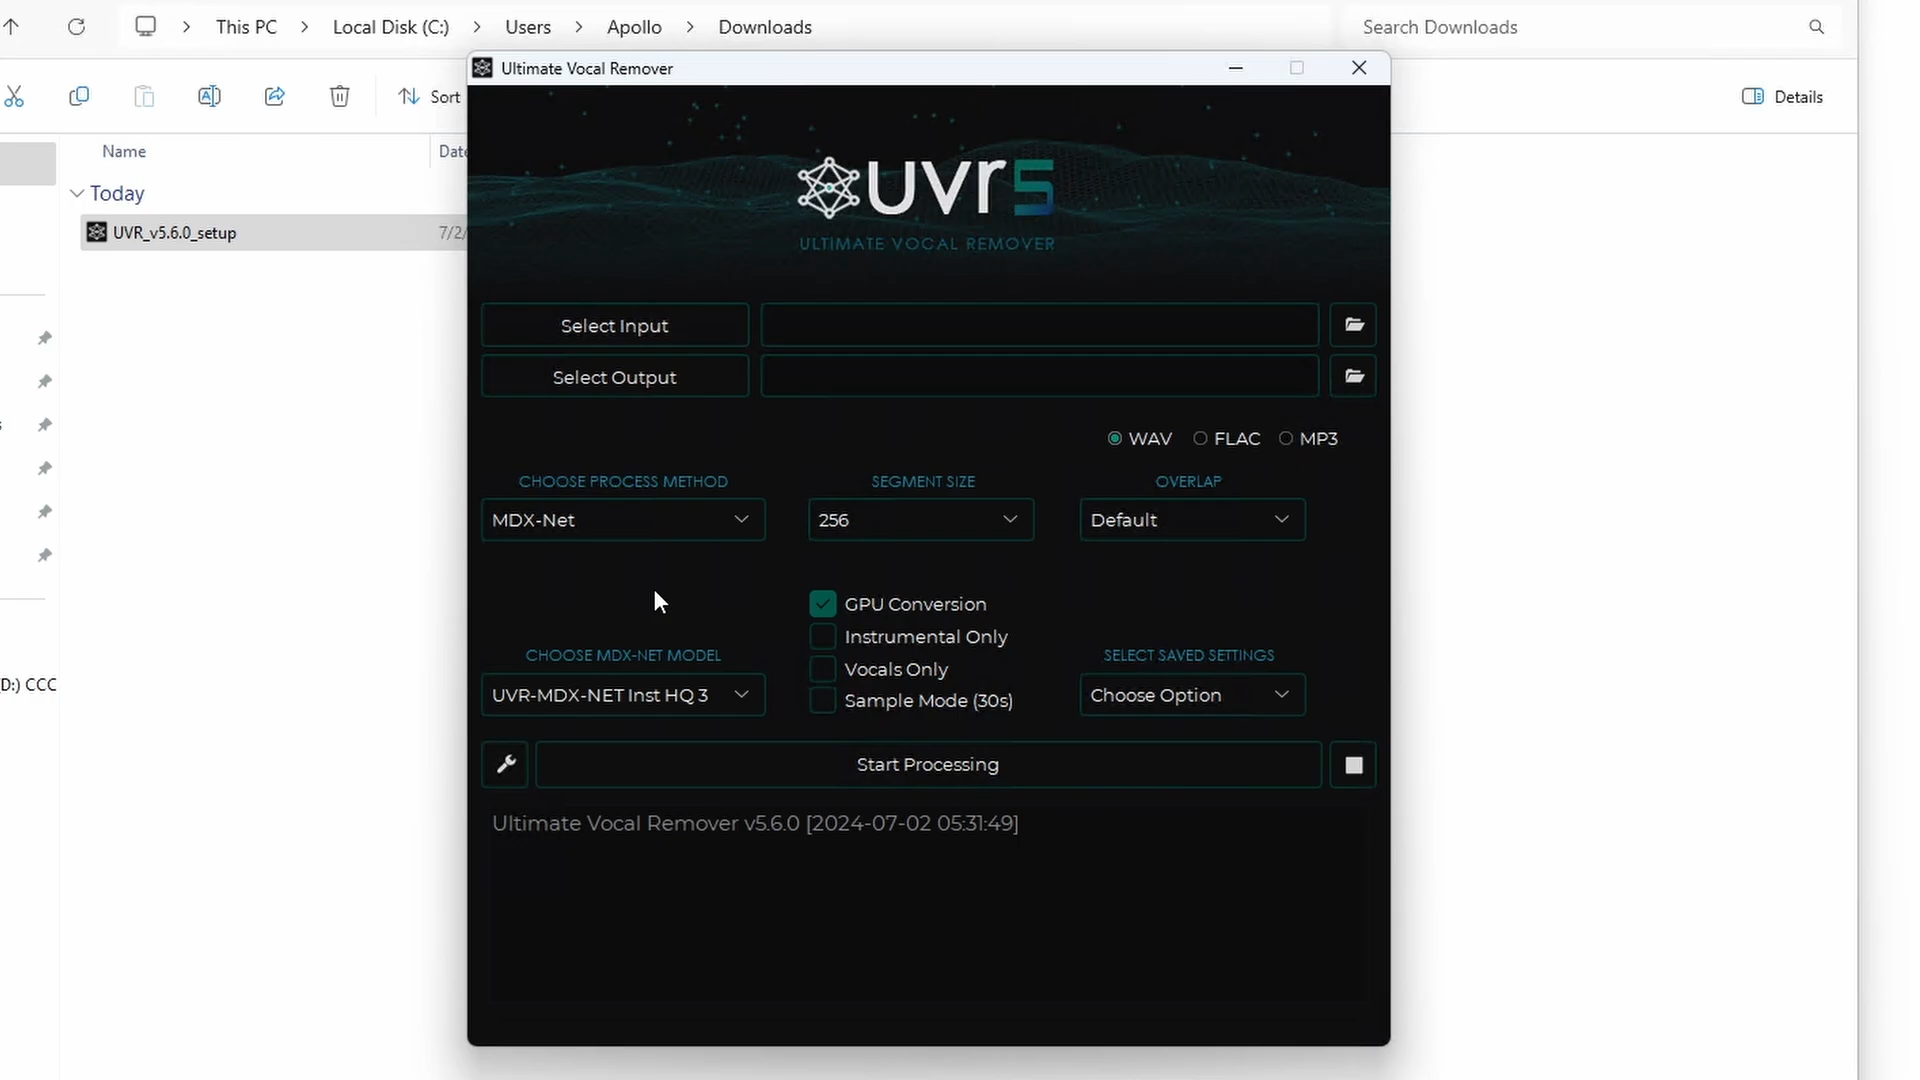 This PC
Local Disk (C:)
Users
Apollo
Downloads
Search Downloads
Ultimate Vocal Remover
Sort
Details
Name
Date
Today
UVR_v5.6.0_setup
7/2/
uvr5
ULTIMATE VOCAL REMOVER
Select Input
Select Output
WAV
FLAC
MP3
CHOOSE PROCESS METHOD
SEGMENT SIZE
OVERLAP
MDX-Net
256
Default
GPU Conversion
Instrumental Only
CHOOSE MDX-NET MODEL
SELECT SAVED SETTINGS
Vocals Only
D:) CCC
UVR-MDX-NET Inst HQ 3
Sample Mode (30s)
Choose Option
Start Processing
Ultimate Vocal Remover v5.6.0 [2024-07-02 05:31:49]